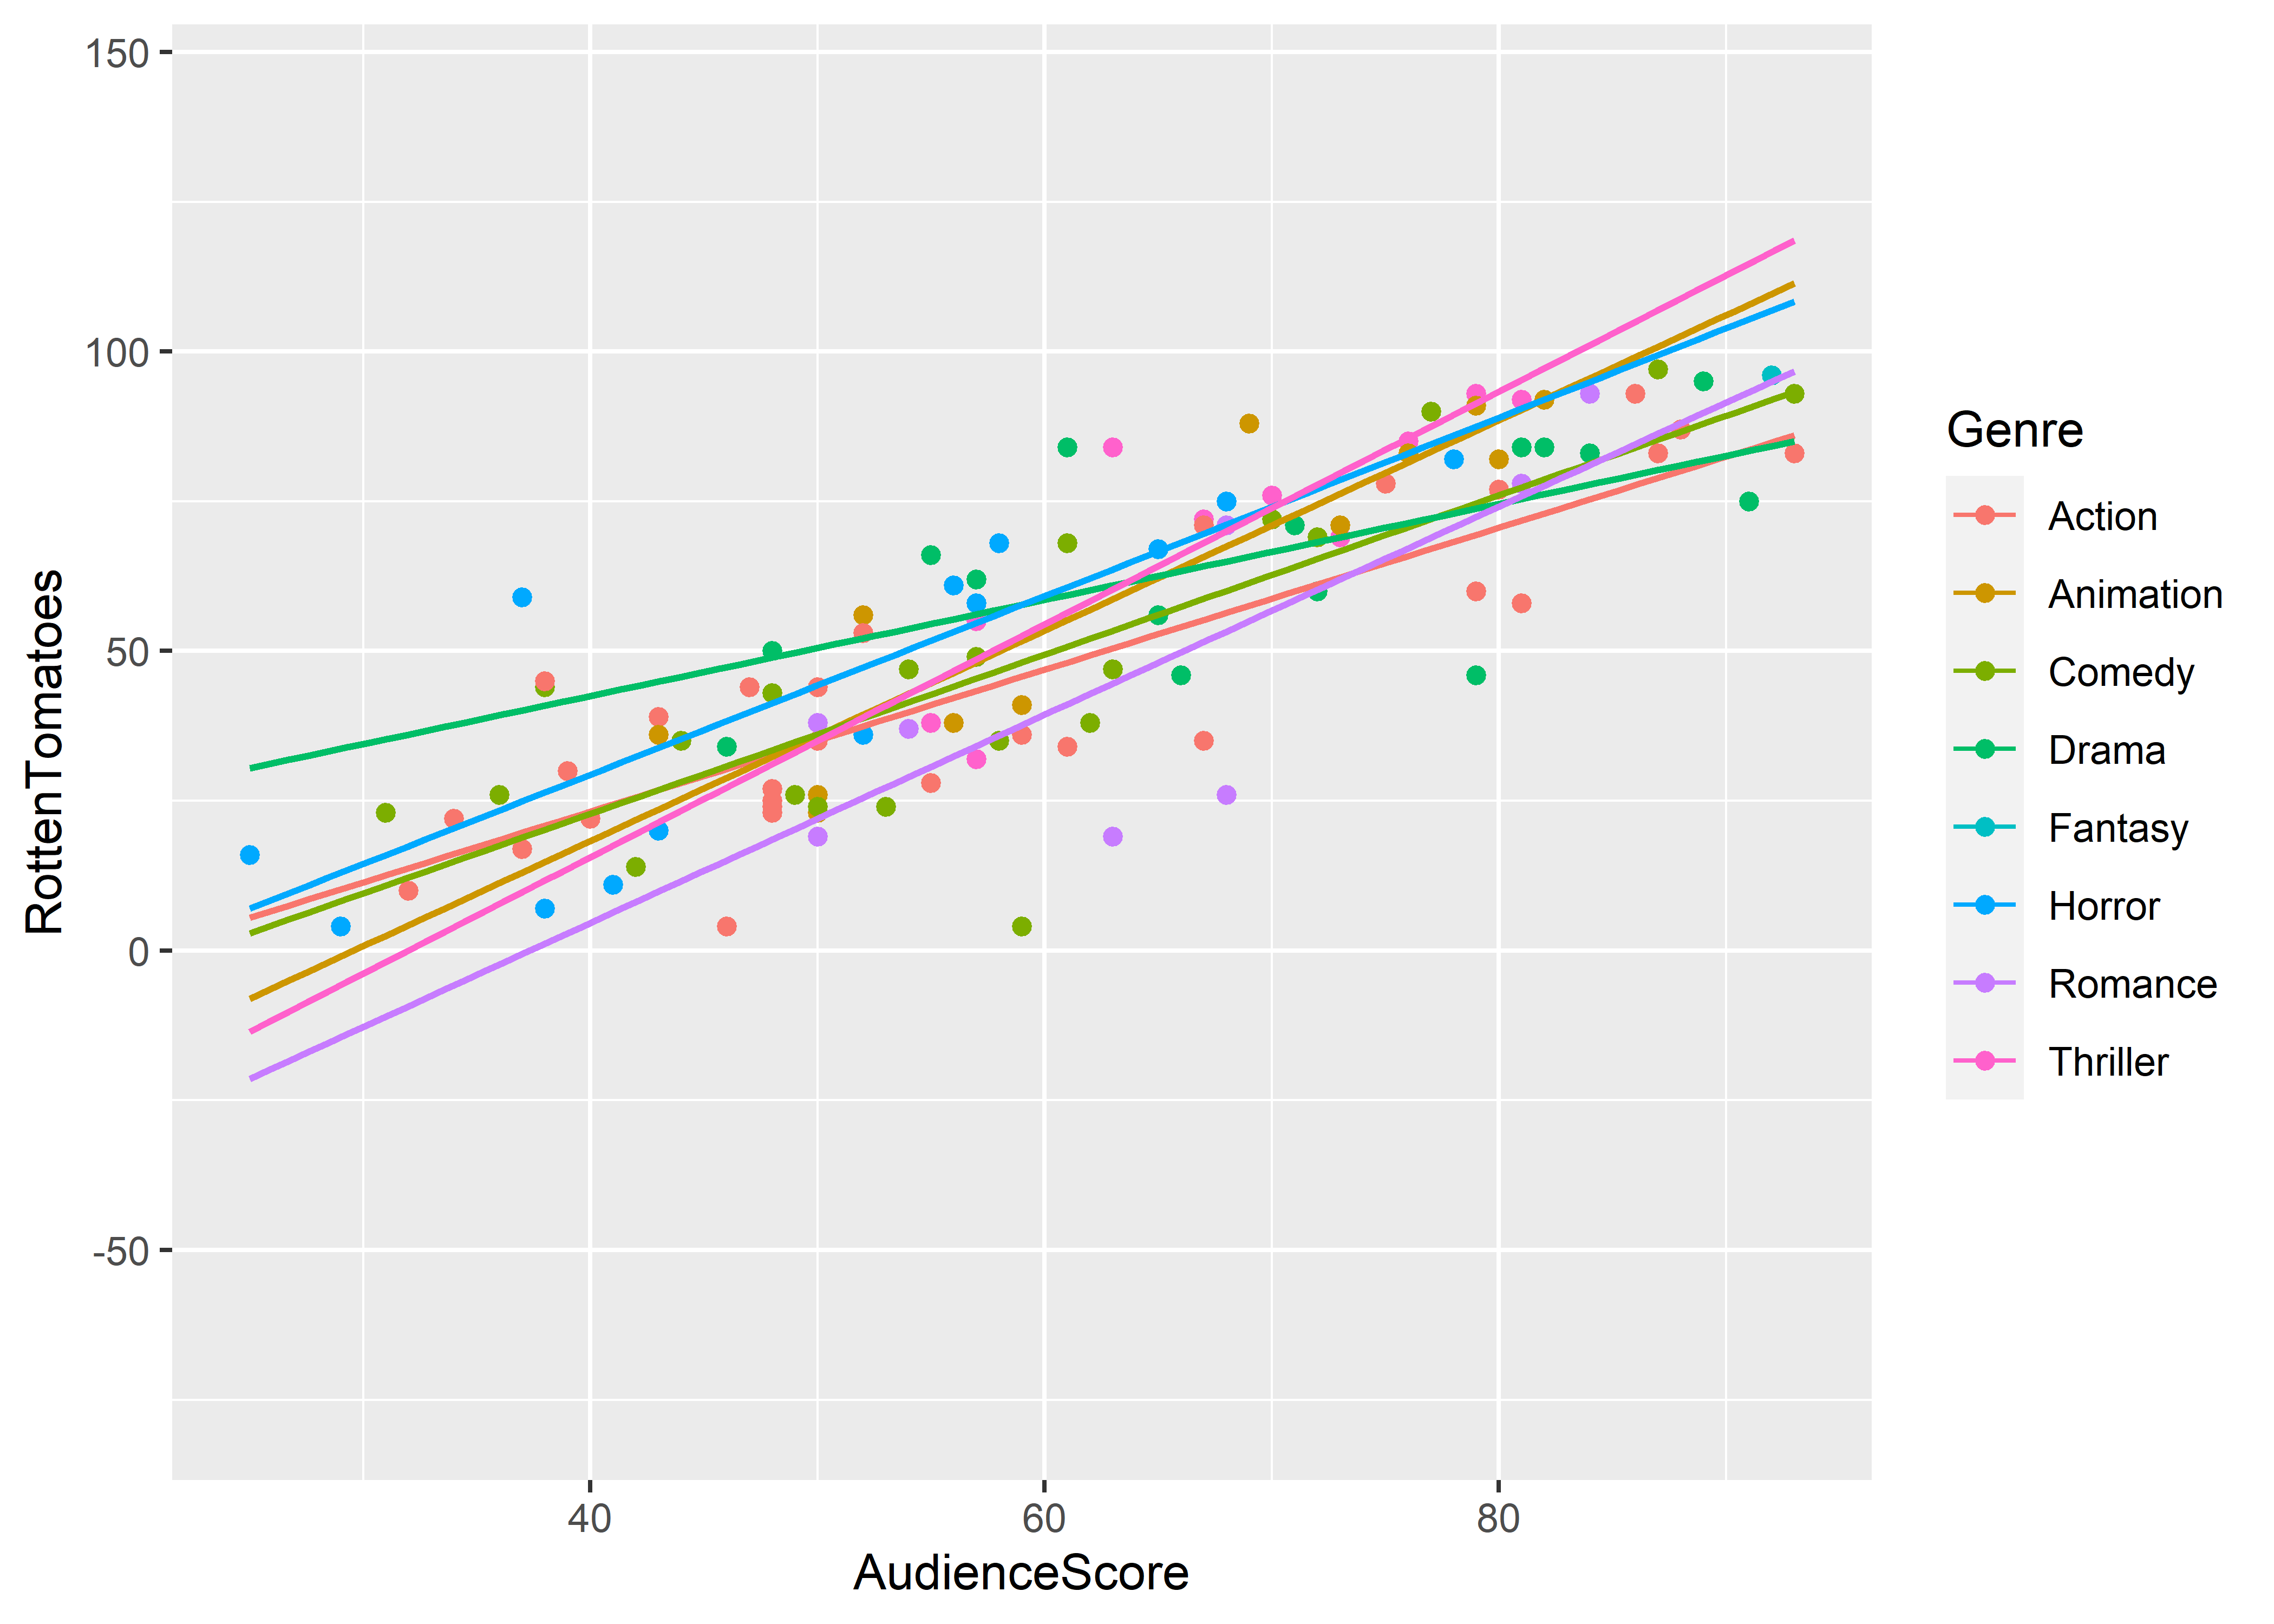 150
100
50
0
-50
RottenTomatoes
40 60 80
AudienceScore
Genre
Action
Animation
Comedy
Drama
Fantasy
Horror
Romance
Thriller